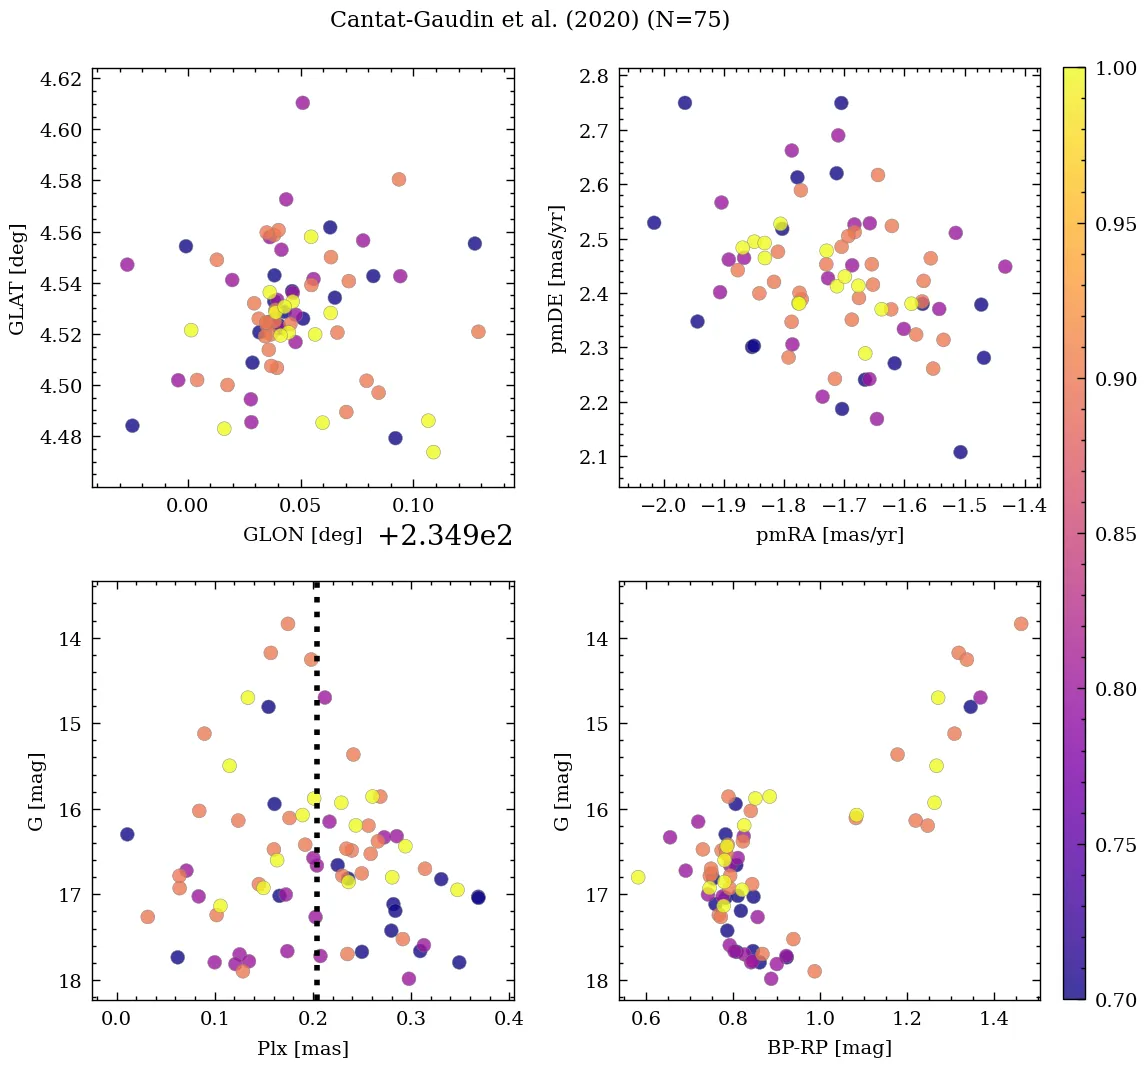 Cantat-Gaudin et al. (2020) (N=75)
4.62
4.60
4.58
4.56
4.54
4.52
4.50
4.48
GLAT [deg]
0.00 0.05 0.10
GLON [deg] +2.349e2
2.8
2.7
2.6
2.5
2.4
2.3
2.2
2.1
pmDE [mas/yr]
−2.0 −1.9 −1.8 −1.7 −1.6 −1.5 −1.4
pmRA [mas/yr]
14
15
16
17
18
G [mag]
0.0 0.1 0.2 0.3 0.4
Plx [mas]
14
15
16
17
18
G [mag]
0.6 0.8 1.0 1.2 1.4
BP-RP [mag]
1.00
0.95
0.90
0.85
0.80
0.75
0.70